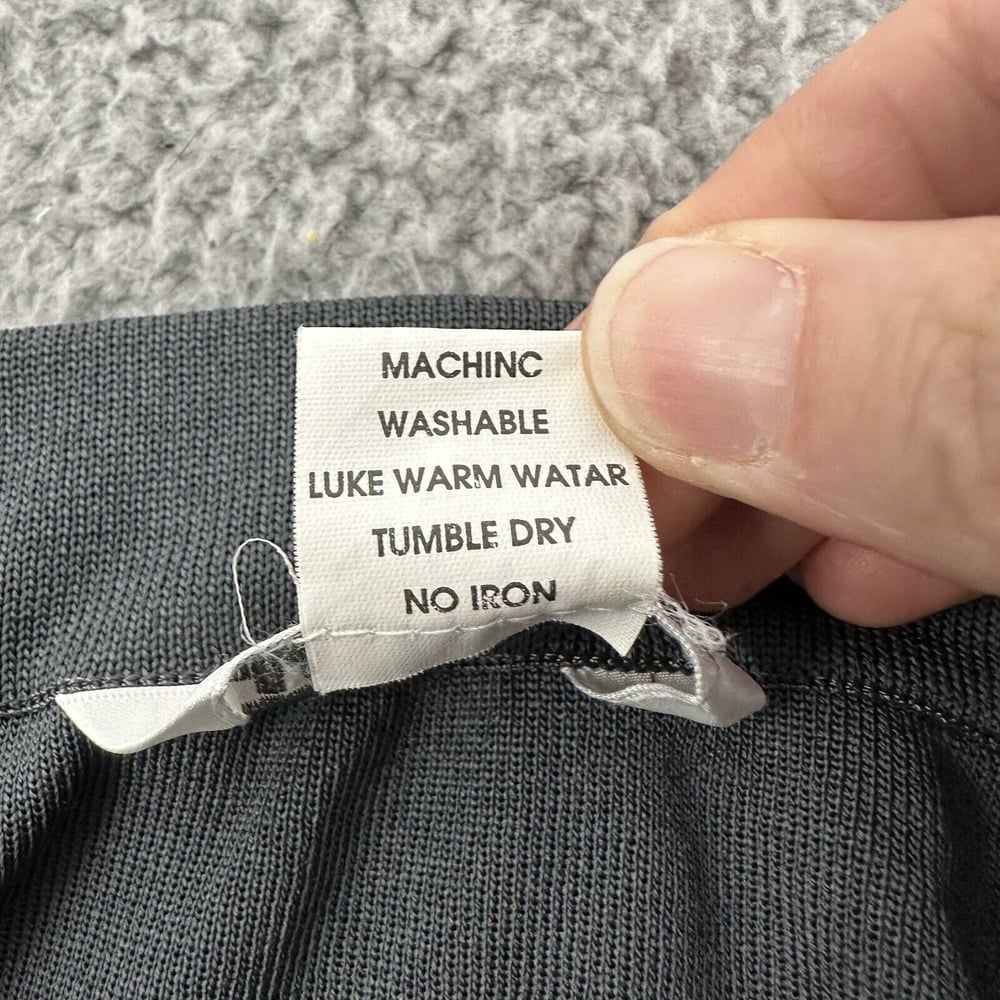 MACHINC
WASHABLE
LUKE WARM WATAR
TUMBLE DRY
NO IRON